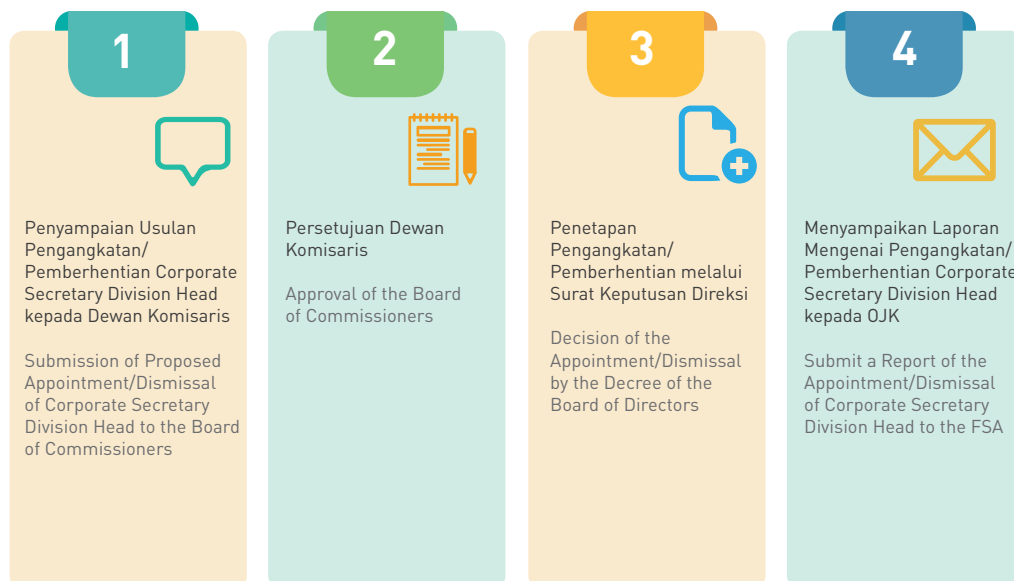 1
Penyampaian Usulan
Pengangkatan/
Pemberhentian Corporate
Secretary Division Head
kepada Dewan Komisaris
Submission of Proposed
Appointment/Dismissal
of Corporate Secretary
Division Head to the Board
of Commissioners
2
Persetujuan Dewan
Komisaris
Approval of the Board
of Commissioners
3
Penetapan
Pengangkatan/
Pemberhentian melalui
Surat Keputusan Direksi
Decision of the
Appointment/Dismissal
by the Decree of the
Board of Directors
4
Menyampaikan Laporan
Mengenai Pengangkatan/
Pemberhentian Corporate
Secretary Division Head
kepada OJK
Submit a Report of the
Appointment/Dismissal
of Corporate Secretary
Division Head to the FSA